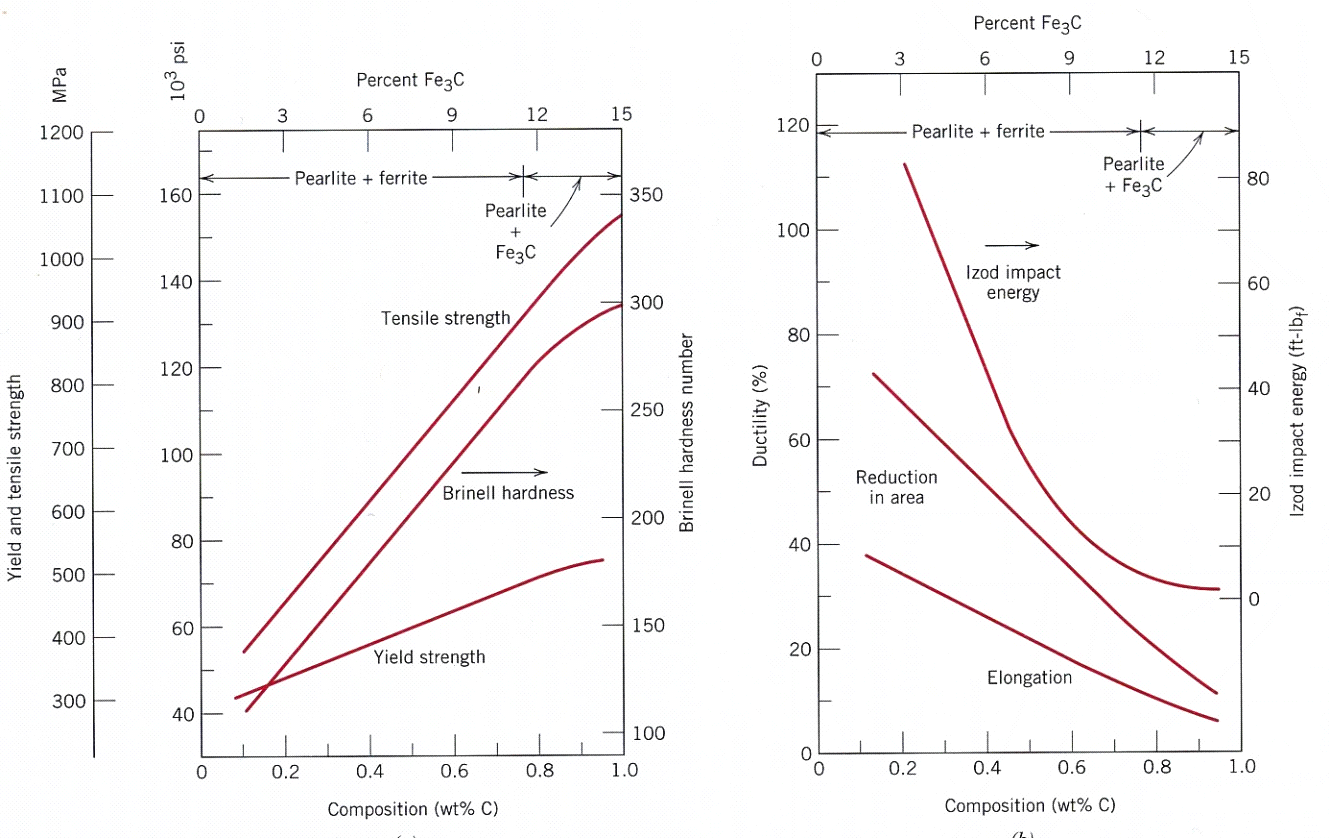 Percent Fe3C
0 3 6 9 12 15
MPa
10³ psi
Pearlite + ferrite
Pearlite
+
Fe3C
Tensile strength
Brinell hardness
Yield strength
1200
1100
1000
900
800
700
600
500
400
300
160
140
120
100
80
60
40
350
300
250
200
150
100
Yield and tensile strength
Brinell hardness number
0 0.2 0.4 0.6 0.8 1.0
Composition (wt% C)
Percent Fe3C
0 3 6 9 12 15
Pearlite + ferrite
Pearlite
+ Fe3C
Izod impact
energy
Reduction
in area
Elongation
120
100
80
60
40
20
0
80
60
40
20
0
Ductility (%)
Izod impact energy (ft-lbf)
0 0.2 0.4 0.6 0.8 1.0
Composition (wt% C)